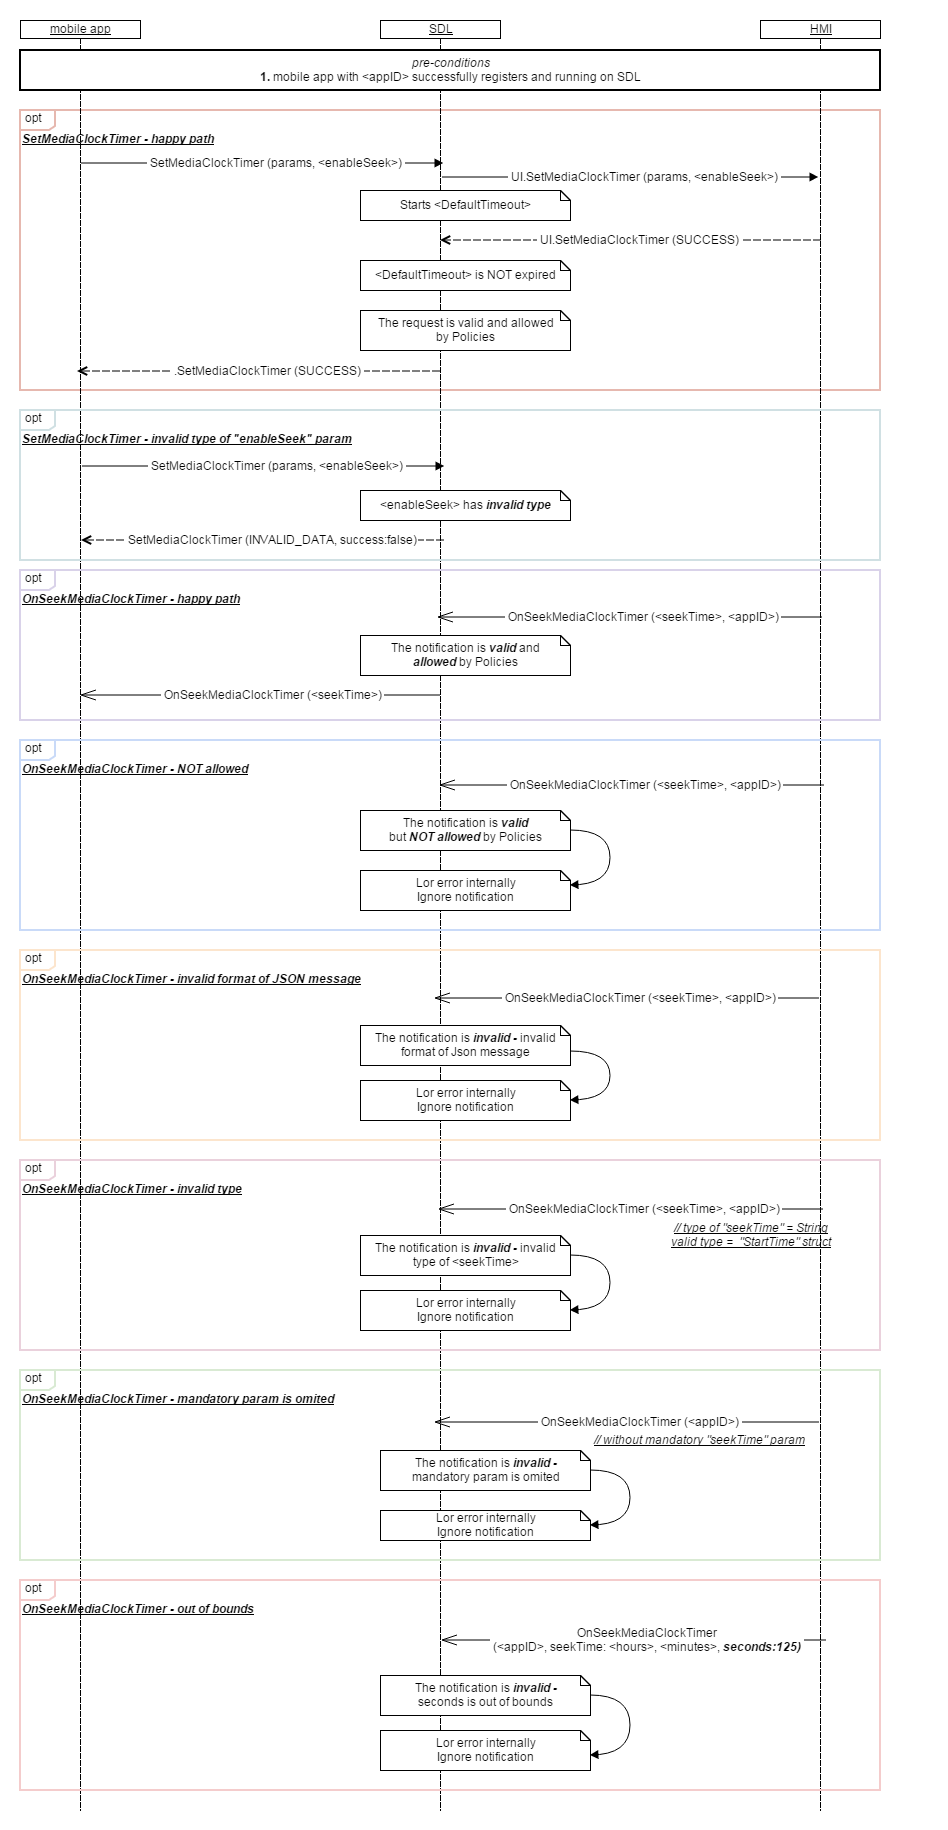 mobile app
SDL
HMI
pre-conditions
1. mobile app with <appID> successfully registers and running on SDL
opt
SetMediaClockTimer - happy path
SetMediaClockTimer (params, <enableSeek>)
UI.SetMediaClockTimer (params, <enableSeek>)
Starts <DefaultTimeout>
UI.SetMediaClockTimer (SUCCESS)
<DefaultTimeout> is NOT expired
The request is valid and allowed
by Policies
.SetMediaClockTimer (SUCCESS)
opt
SetMediaClockTimer - invalid type of "enableSeek" param
SetMediaClockTimer (params, <enableSeek>)
<enableSeek> has invalid type
SetMediaClockTimer (INVALID_DATA, success:false)
opt
OnSeekMediaClockTimer - happy path
OnSeekMediaClockTimer (<seekTime>, <appID>)
The notification is valid and
allowed by Policies
OnSeekMediaClockTimer (<seekTime>)
opt
OnSeekMediaClockTimer - NOT allowed
OnSeekMediaClockTimer (<seekTime>, <appID>)
The notification is valid
but NOT allowed by Policies
Lor error internally
Ignore notification
opt
OnSeekMediaClockTimer - invalid format of JSON message
OnSeekMediaClockTimer (<seekTime>, <appID>)
The notification is invalid - invalid
format of Json message
Lor error internally
Ignore notification
opt
OnSeekMediaClockTimer - invalid type
OnSeekMediaClockTimer (<seekTime>, <appID>)
// type of "seekTime" = String
valid type = "StartTime" struct
The notification is invalid - invalid
type of <seekTime>
Lor error internally
Ignore notification
opt
OnSeekMediaClockTimer - mandatory param is omited
OnSeekMediaClockTimer (<appID>)
// without mandatory "seekTime" param
The notification is invalid -
mandatory param is omited
Lor error internally
Ignore notification
opt
OnSeekMediaClockTimer - out of bounds
OnSeekMediaClockTimer
(<appID>, seekTime: <hours>, <minutes>, seconds:125)
The notification is invalid -
seconds is out of bounds
Lor error internally
Ignore notification